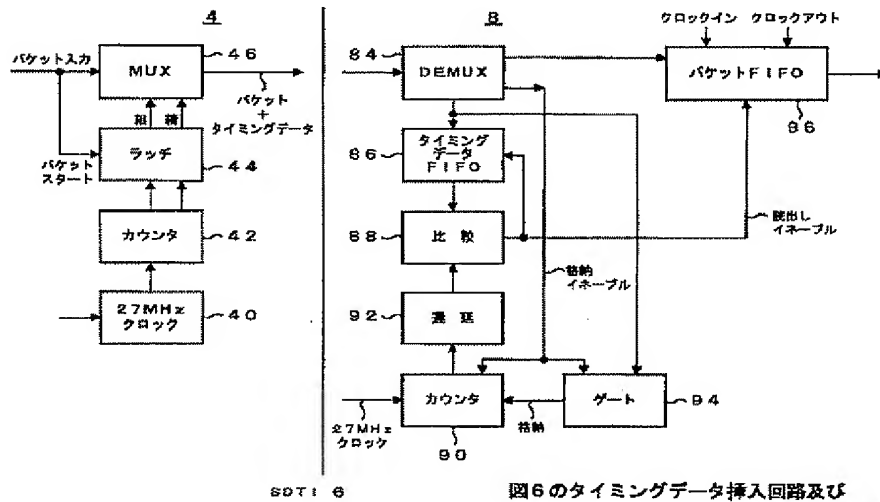 4
パケット入力
MUX
46
パケット
+
タイミングデータ
粗 精
パケット
スタート
ラッチ
44
カウンタ
42
27MHz
クロック
40
8
84
DEMUX
クロックイン クロックアウト
パケットFIFO
96
86
タイミング
データ
FIFO
88
比較
読出し
イネーブル
格納
イネーブル
92
遅延
27MHz
クロック
カウンタ
90
格納
ゲート
94
SDTI 6
図6のタイミングデータ挿入回路及び